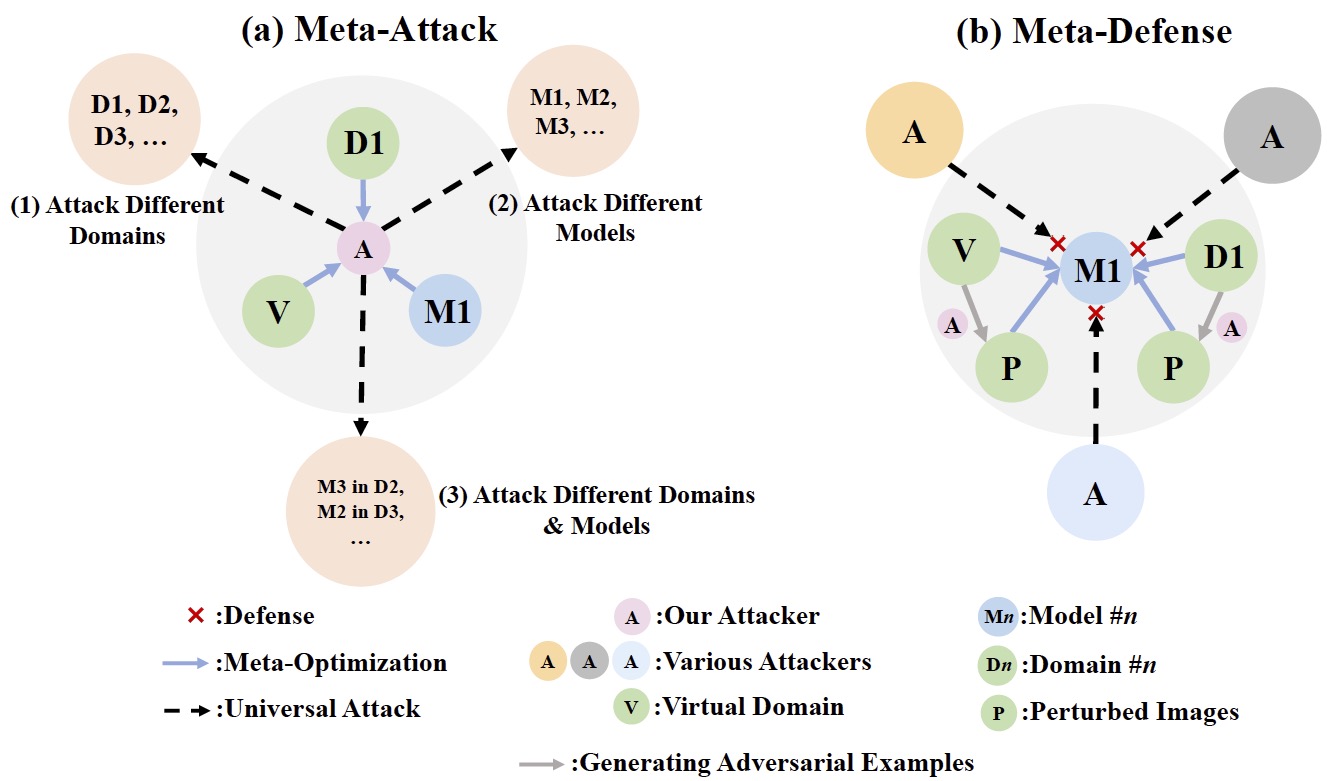 (a) Meta-Attack
D1, D2,
D3, …
M1, M2,
M3, …
D1
(1) Attack Different
Domains
(2) Attack Different
Models
A
V
M1
M3 in D2,
M2 in D3,
…
(3) Attack Different Domains
& Models
(b) Meta-Defense
A
A
V
M1
D1
A
A
P
P
A
:Defense
:Meta-Optimization
:Universal Attack
A :Our Attacker
A A A :Various Attackers
V :Virtual Domain
Mn :Model #n
Dn :Domain #n
P :Perturbed Images
:Generating Adversarial Examples